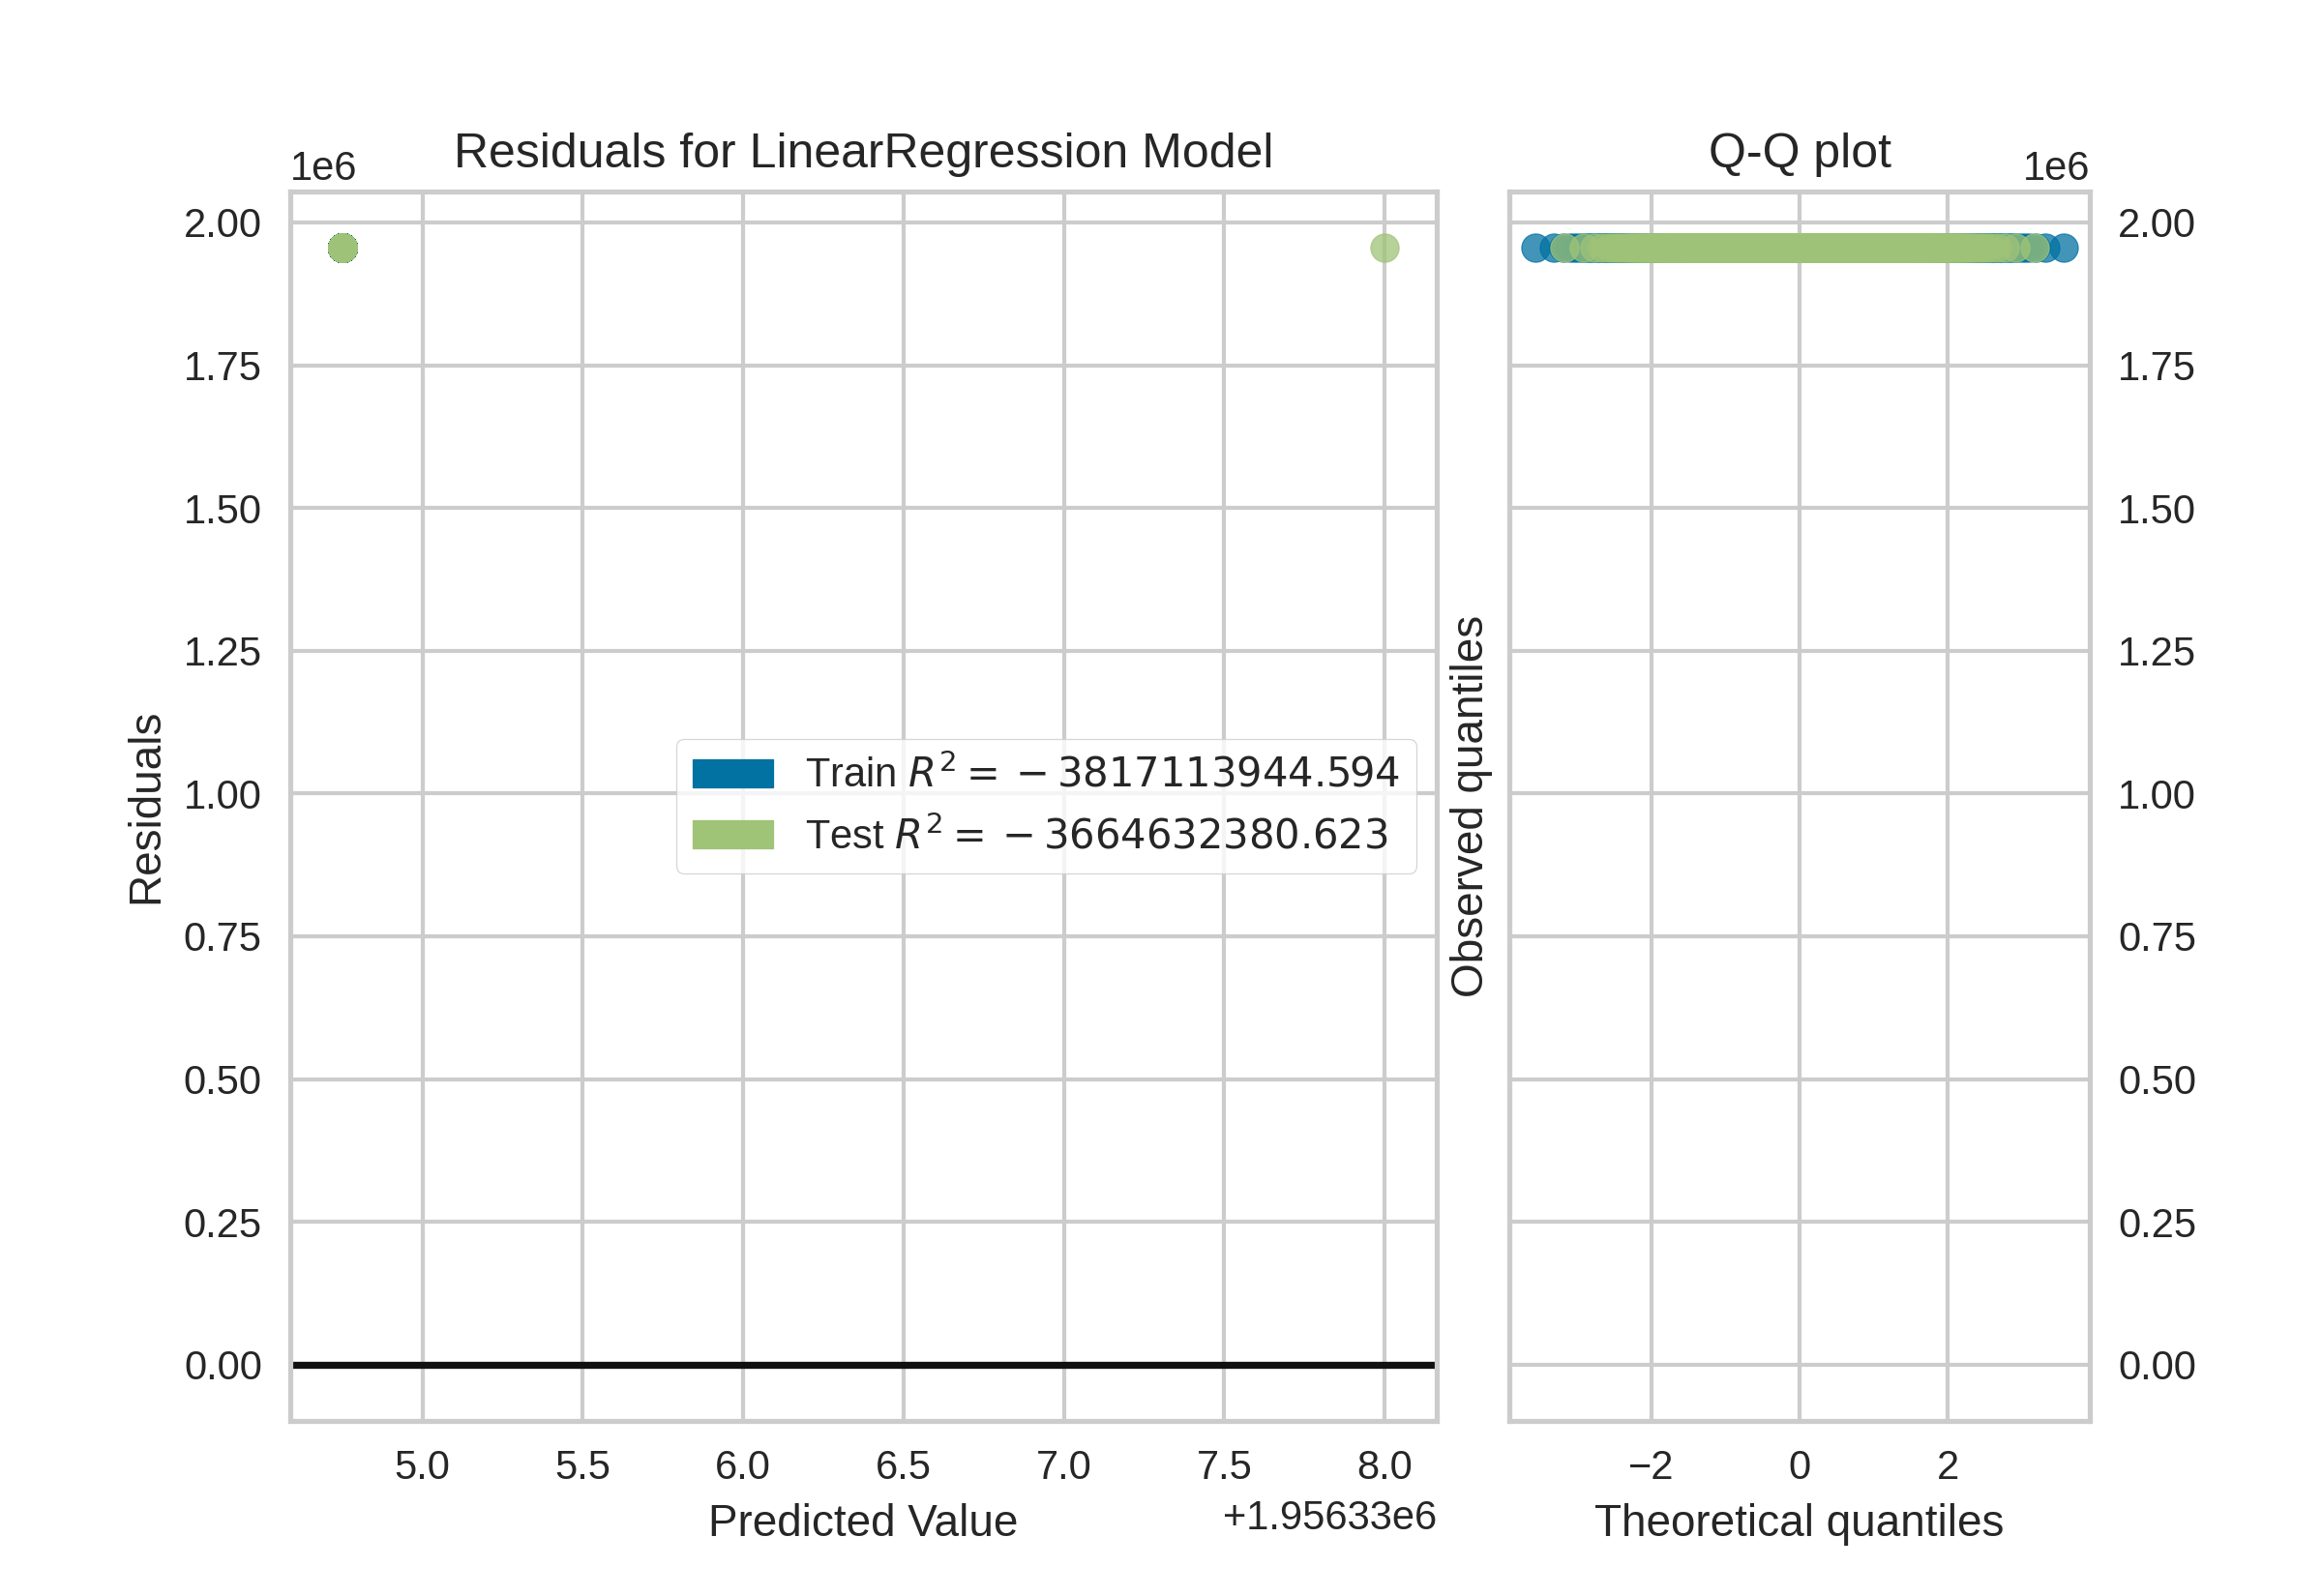 Residuals for LinearRegression Model
1e6
2.00
1.75
1.50
1.25
1.00
0.75
0.50
0.25
0.00
Residuals
Train R² = −3817113944.594
Test R² = −3664632380.623
5.0 5.5 6.0 6.5 7.0 7.5 8.0
+1.95633e6
Predicted Value
Q-Q plot
1e6
Observed quantiles
2.00
1.75
1.50
1.25
1.00
0.75
0.50
0.25
0.00
−2 0 2
Theoretical quantiles